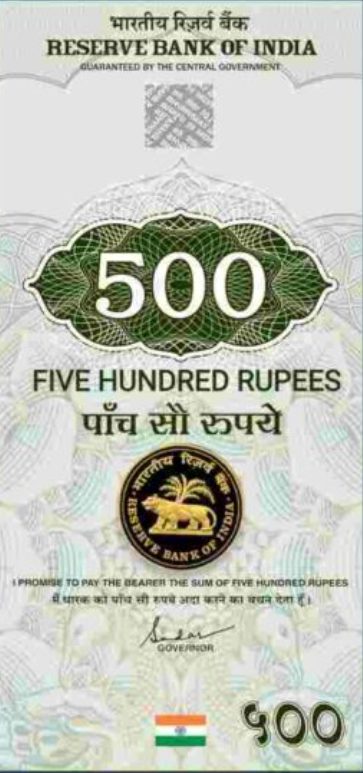 भारतीय रिज़र्व बैंक
RESERVE BANK OF INDIA
GUARANTEED BY THE CENTRAL GOVERNMENT
500
FIVE HUNDRED RUPEES
पाँच सौ रुपये
भारतीय रिज़र्व बैंक
RESERVE BANK OF INDIA
I PROMISE TO PAY THE BEARER THE SUM OF FIVE HUNDRED RUPEES
मैं धारक को पाँच सौ रुपये अदा करने का वचन देता हूँ।
GOVERNOR
५00